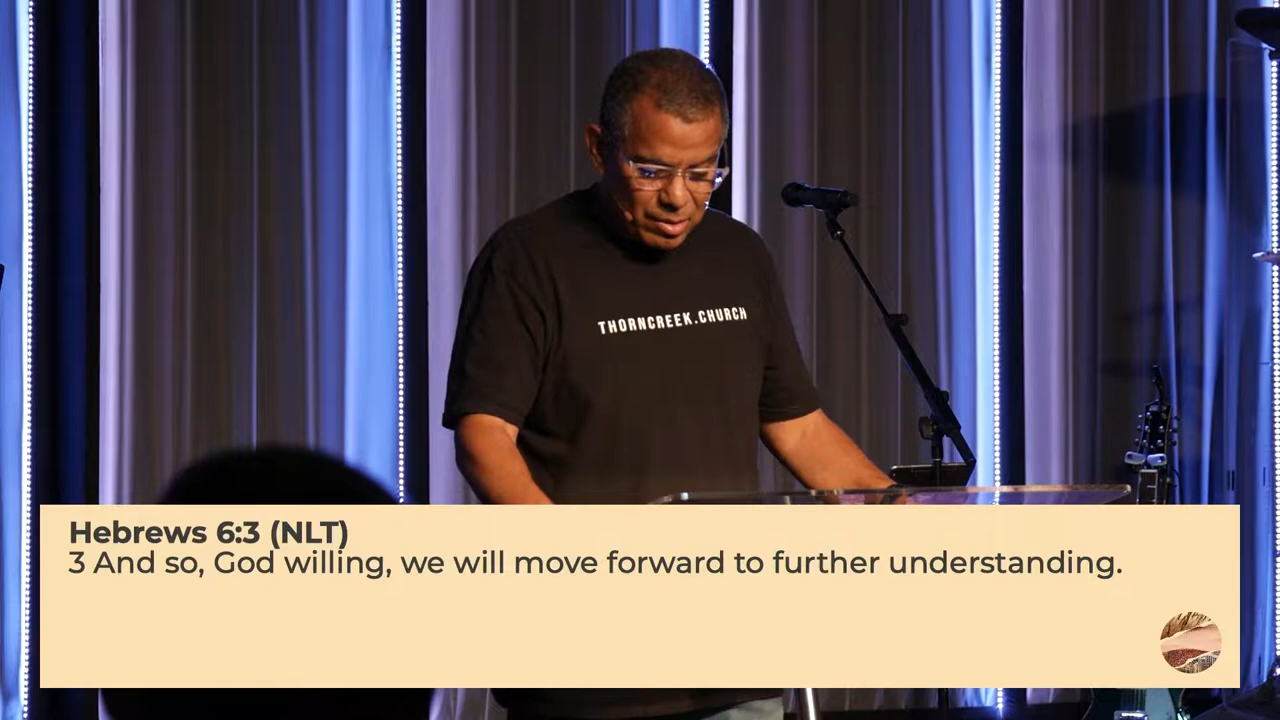 THORNCREEK.CHURCH
Hebrews 6:3 (NLT)
3 And so, God willing, we will move forward to further understanding.